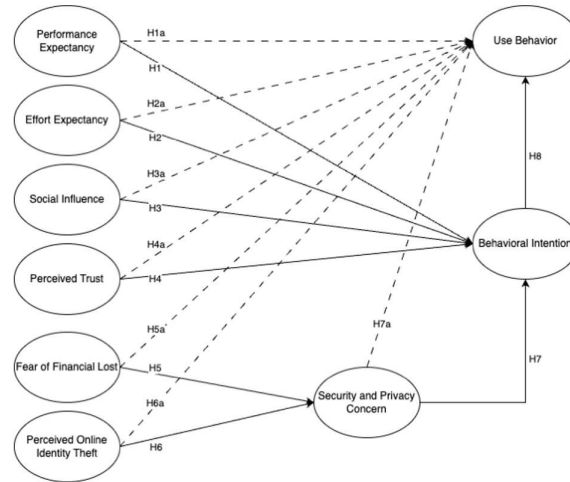 Performance
Expectancy
H1a
Use Behavior
H1
H2a
Effort Expectancy
H2
H8
H3a
Social Influence
H3
Behavioral Intention
H4a
Perceived Trust
H4
H5a
H7a
Fear of Financial Lost
H5
H7
Security and Privacy
Concern
H6a
Perceived Online
Identity Theft
H6